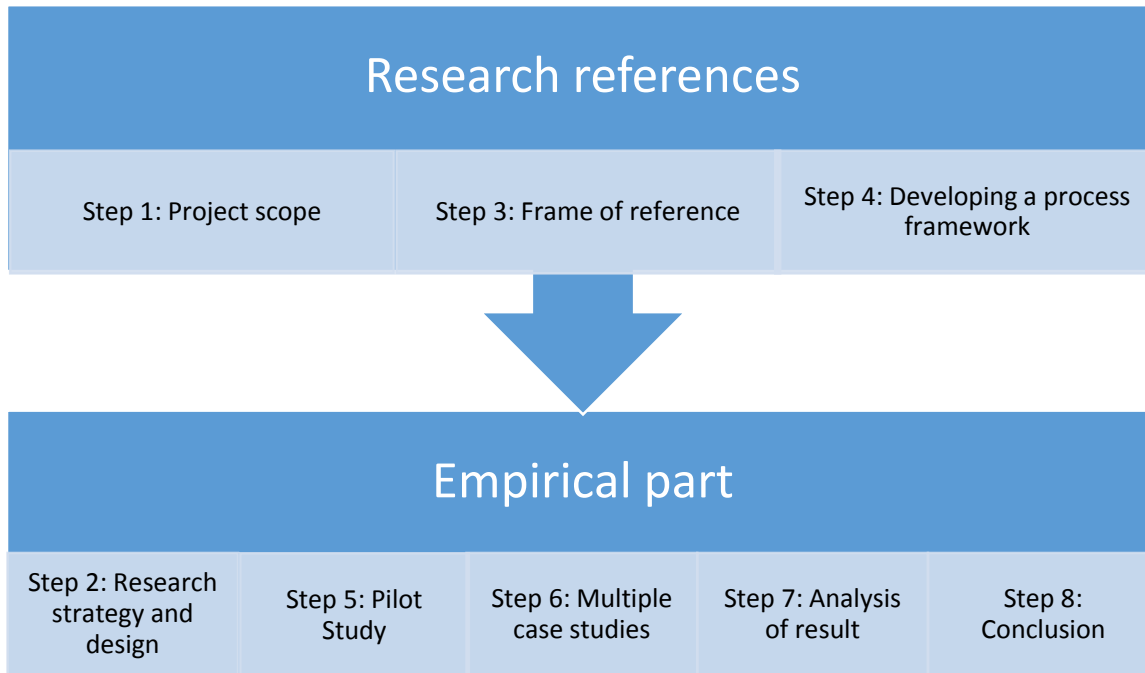 Research references
Step 1: Project scope
Step 3: Frame of reference
Step 4: Developing a process
framework
Empirical part
Step 2: Research
strategy and
design
Step 5: Pilot
Study
Step 6: Multiple
case studies
Step 7: Analysis
of result
Step 8:
Conclusion